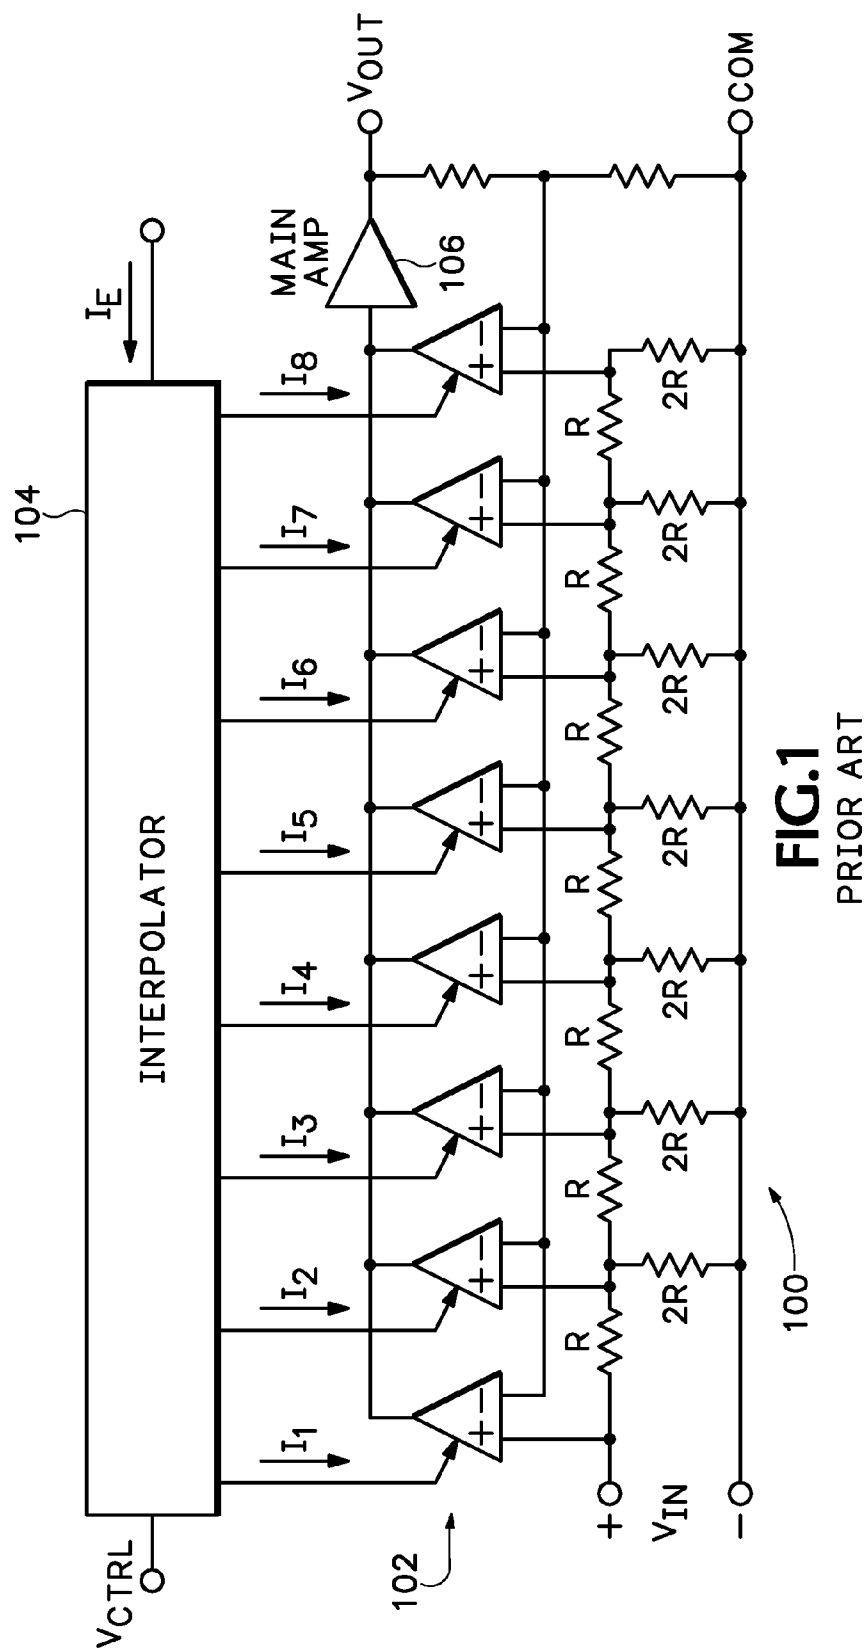 104
INTERPOLATOR
VCTRL
IE
I1
I2
I3
I4
I5
I6
I7
I8
MAIN
AMP
106
VOUT
102
+ −
+ −
+ −
+ −
+ −
+ −
+ −
+ −
+
VIN
−
R
R
R
R
R
R
R
2R
2R
2R
2R
2R
2R
2R
COM
100
FIG.1
PRIOR ART